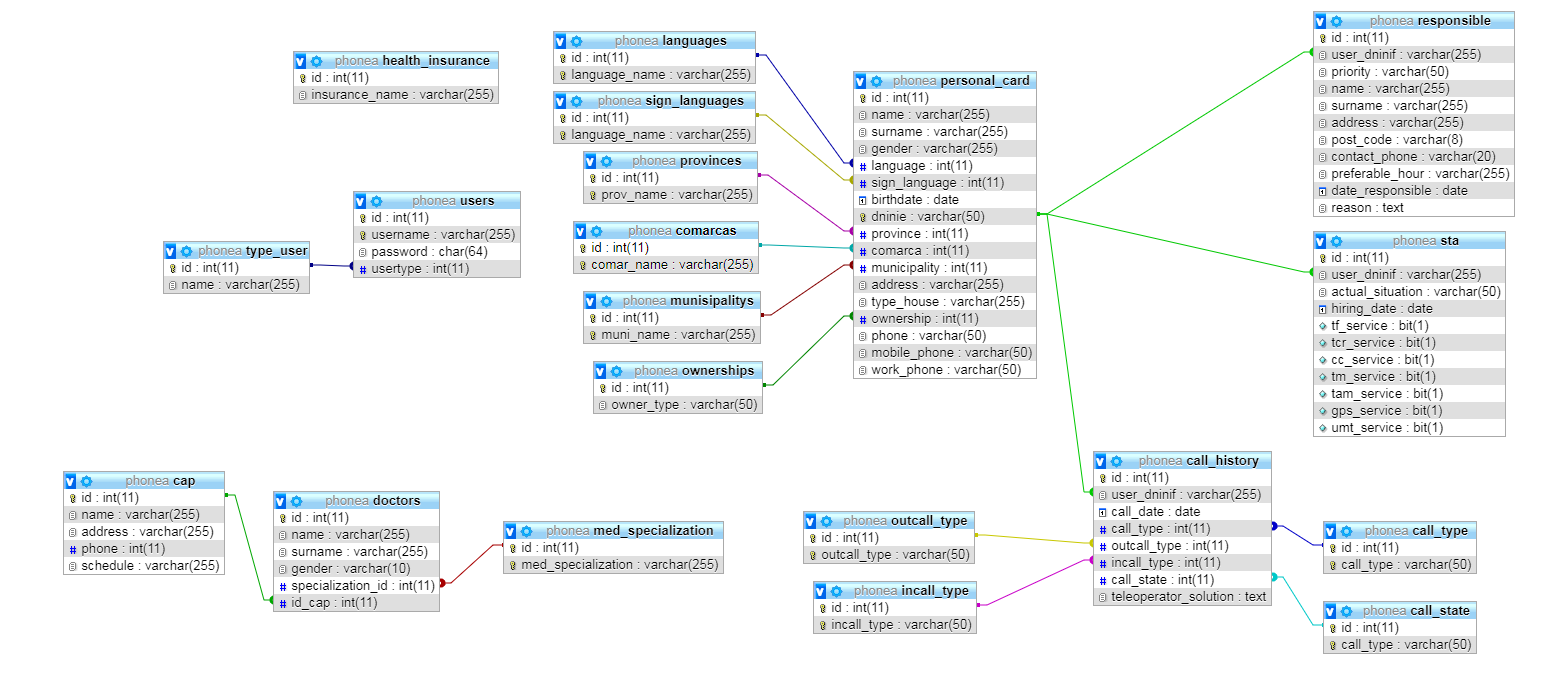 phonea health_insurance
id : int(11)
insurance_name : varchar(255)
phonea languages
id : int(11)
language_name : varchar(255)
phonea sign_languages
id : int(11)
language_name : varchar(255)
phonea provinces
id : int(11)
prov_name : varchar(255)
phonea comarcas
id : int(11)
comar_name : varchar(255)
phonea munisipalitys
id : int(11)
muni_name : varchar(255)
phonea ownerships
id : int(11)
owner_type : varchar(50)
phonea personal_card
id : int(11)
name : varchar(255)
surname : varchar(255)
gender : varchar(255)
language : int(11)
sign_language : int(11)
birthdate : date
dninie : varchar(50)
province : int(11)
comarca : int(11)
municipality : int(11)
address : varchar(255)
type_house : varchar(255)
ownership : int(11)
phone : varchar(50)
mobile_phone : varchar(50)
work_phone : varchar(50)
phonea responsible
id : int(11)
user_dninif : varchar(255)
priority : varchar(50)
name : varchar(255)
surname : varchar(255)
address : varchar(255)
post_code : varchar(8)
contact_phone : varchar(20)
preferable_hour : varchar(255)
date_responsible : date
reason : text
phonea sta
id : int(11)
user_dninif : varchar(255)
actual_situation : varchar(50)
hiring_date : date
tf_service : bit(1)
tcr_service : bit(1)
cc_service : bit(1)
tm_service : bit(1)
tam_service : bit(1)
gps_service : bit(1)
umt_service : bit(1)
phonea type_user
id : int(11)
name : varchar(255)
phonea users
id : int(11)
username : varchar(255)
password : char(64)
usertype : int(11)
phonea cap
id : int(11)
name : varchar(255)
address : varchar(255)
phone : int(11)
schedule : varchar(255)
phonea doctors
id : int(11)
name : varchar(255)
surname : varchar(255)
gender : varchar(10)
specialization_id : int(11)
id_cap : int(11)
phonea med_specialization
id : int(11)
med_specialization : varchar(255)
phonea outcall_type
id : int(11)
outcall_type : varchar(50)
phonea incall_type
id : int(11)
incall_type : varchar(50)
phonea call_history
id : int(11)
user_dninif : varchar(255)
call_date : date
call_type : int(11)
outcall_type : int(11)
incall_type : int(11)
call_state : int(11)
teleoperator_solution : text
phonea call_type
id : int(11)
call_type : varchar(50)
phonea call_state
id : int(11)
call_type : varchar(50)